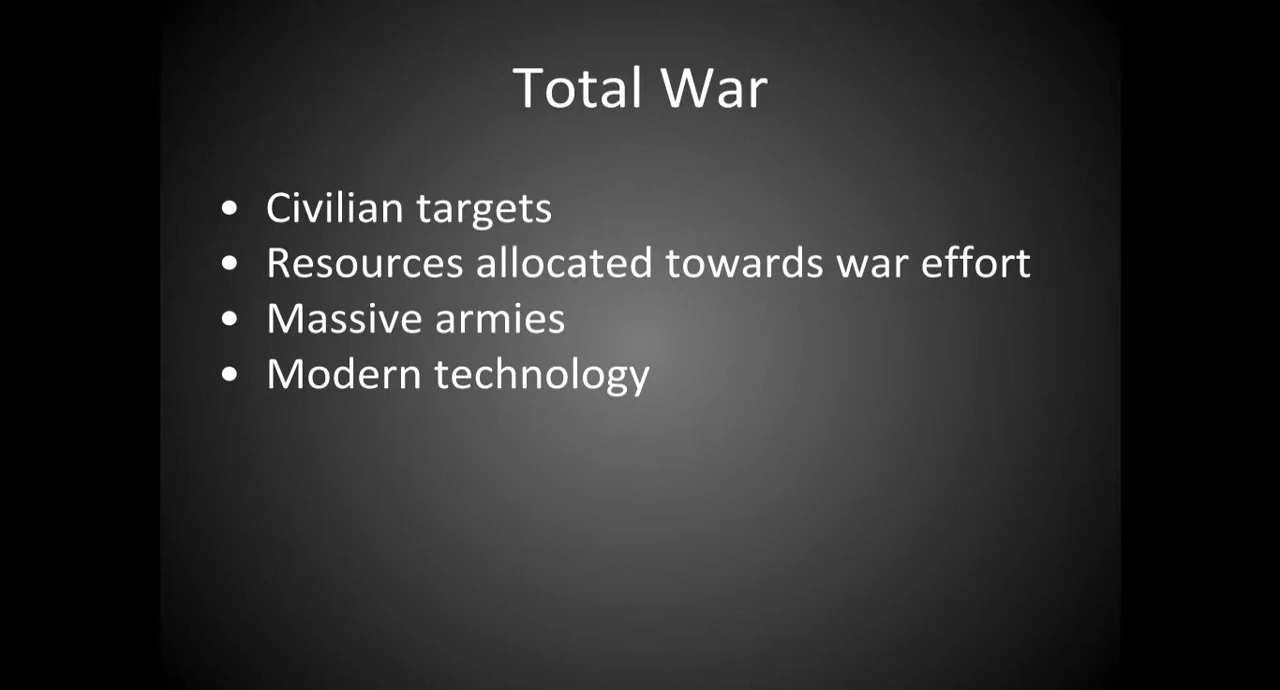 Total War
• Civilian targets
• Resources allocated towards war effort
• Massive armies
• Modern technology